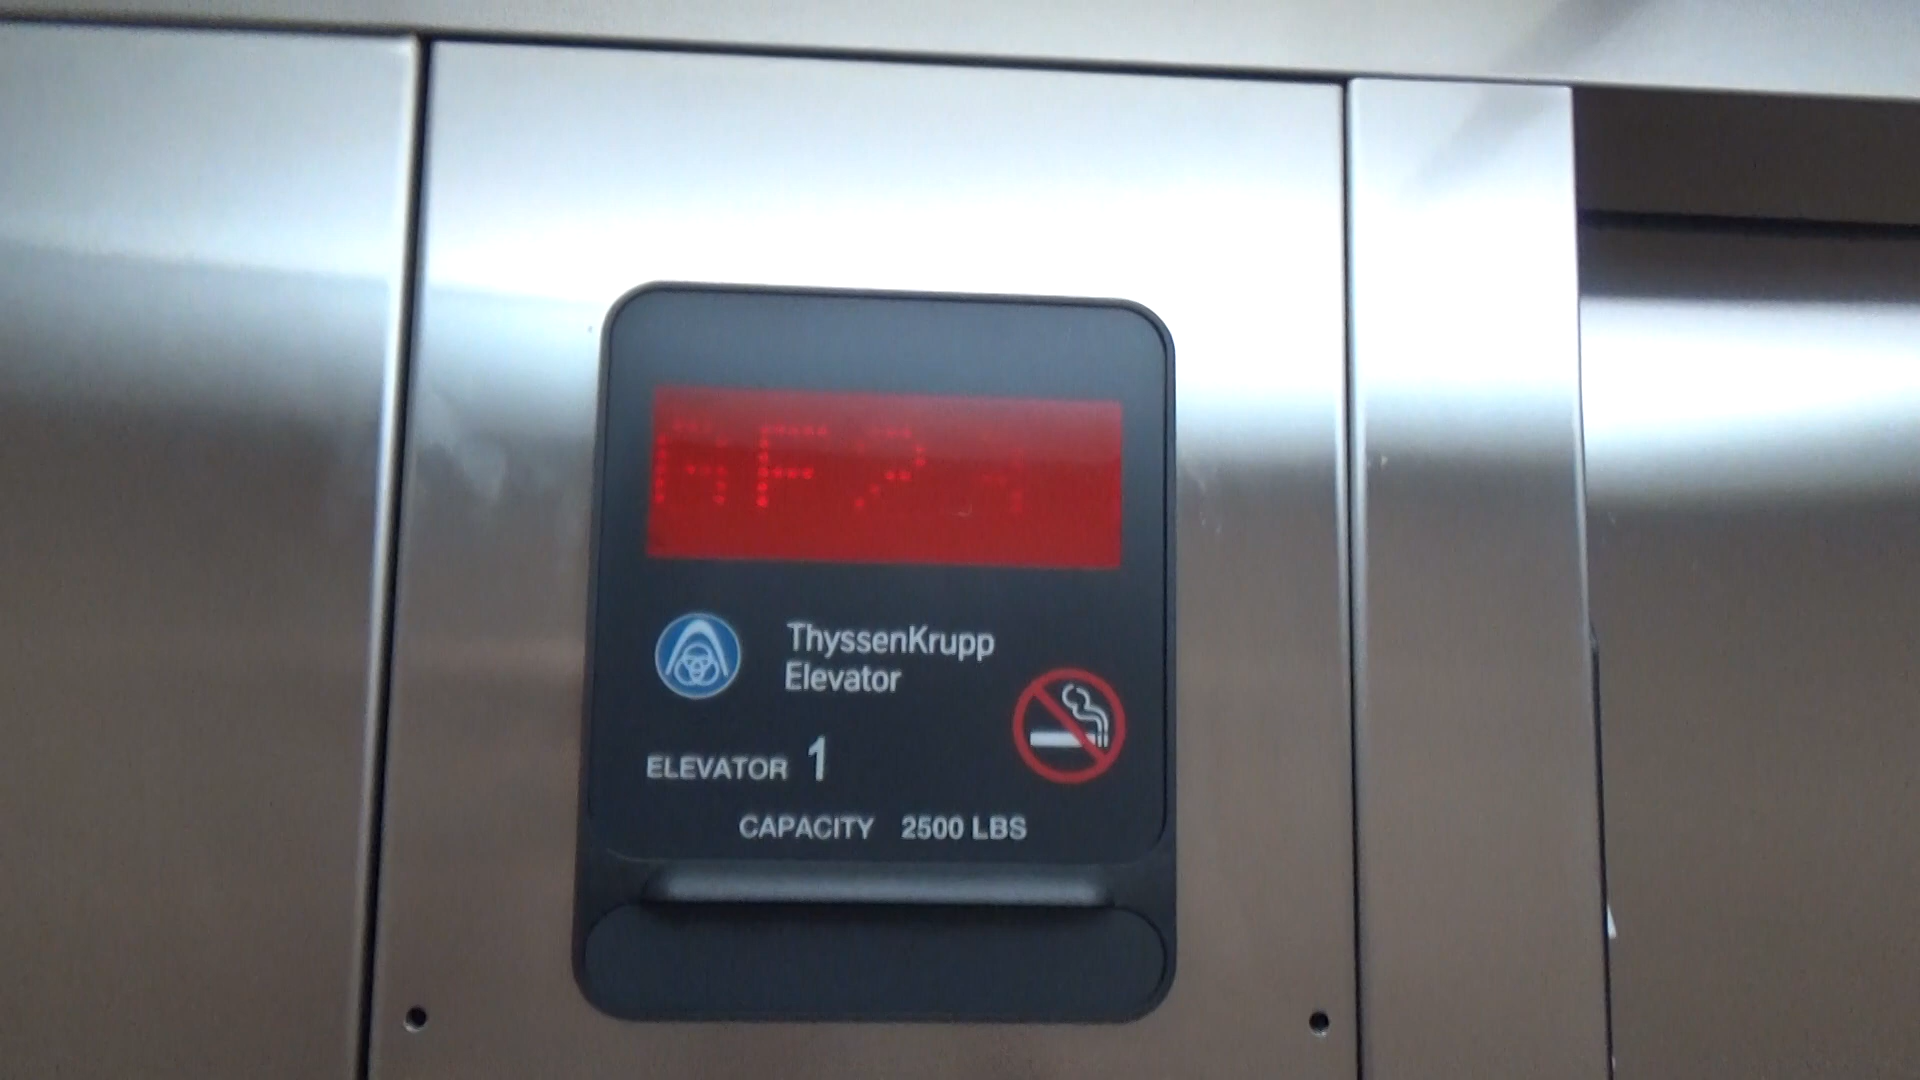 ThyssenKrupp
Elevator
ELEVATOR 1
CAPACITY 2500 LBS